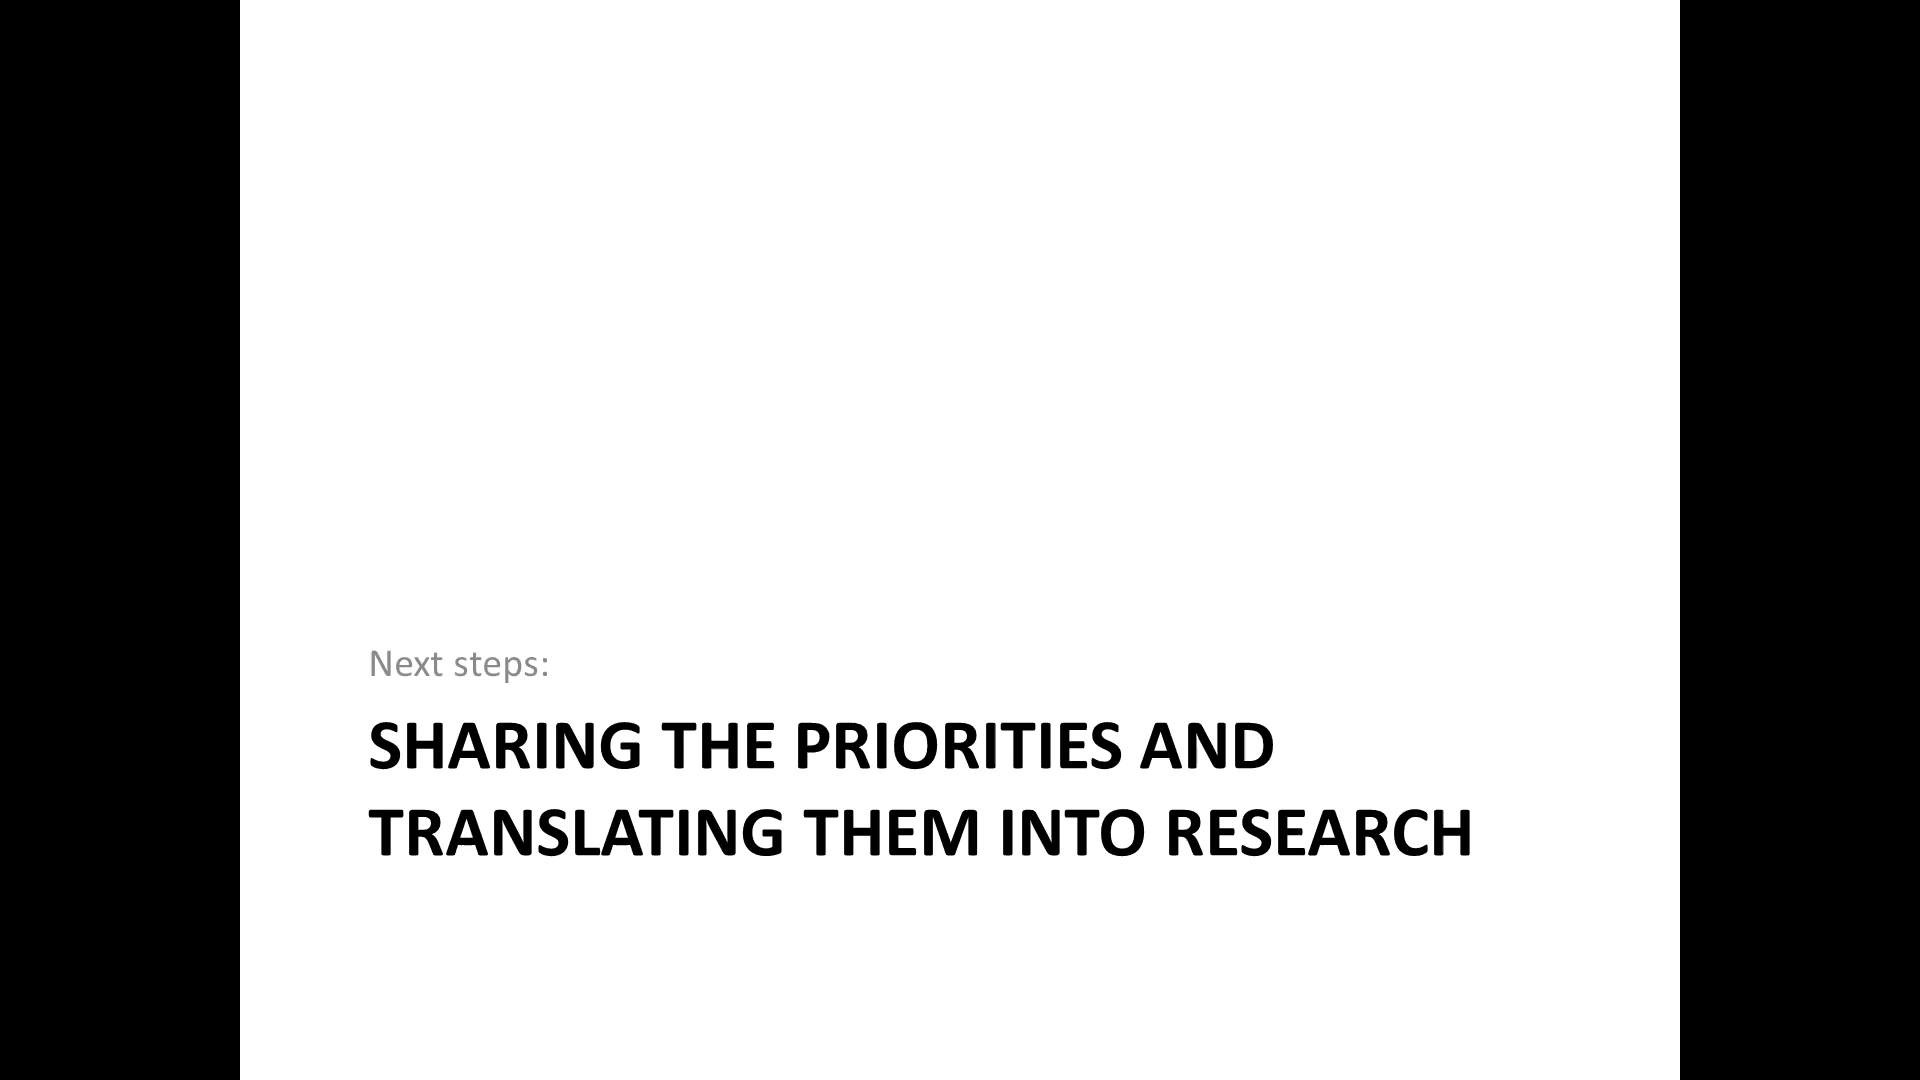 Next steps:
SHARING THE PRIORITIES AND
TRANSLATING THEM INTO RESEARCH